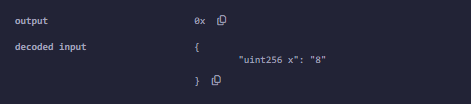 output 0x
decoded input {
"uint256 x": "8"
}